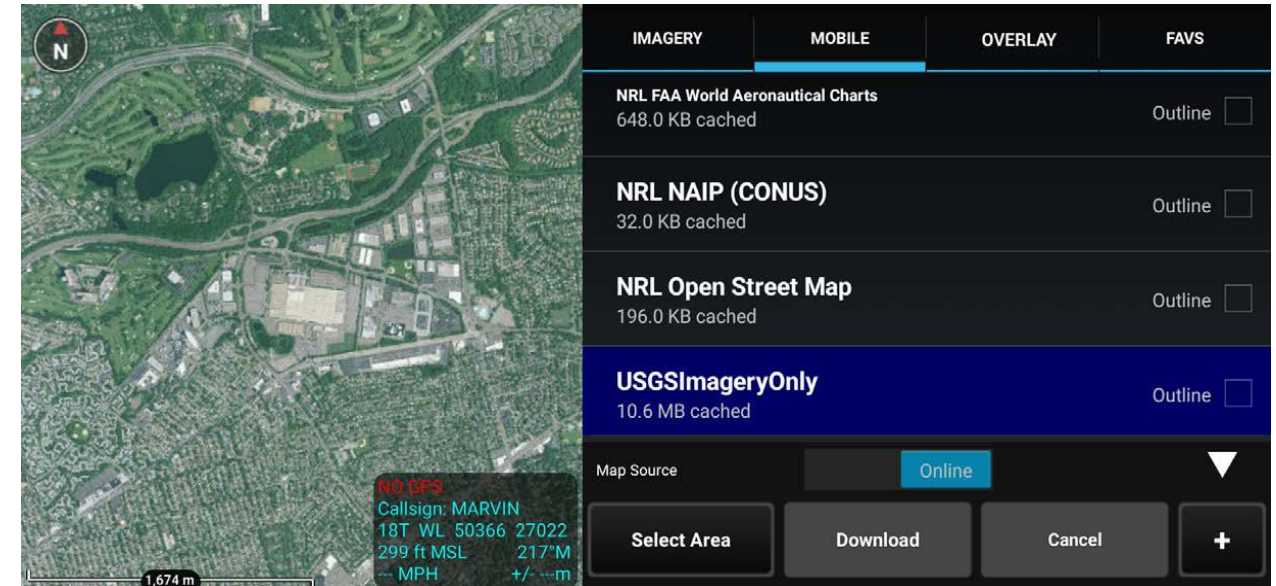 N
NO GPS
Callsign: MARVIN
18T WL 50366 27022
299 ft MSL 217°M
--- MPH +/- ---m
1,674 m
IMAGERY MOBILE OVERLAY FAVS
NRL FAA World Aeronautical Charts
648.0 KB cached
Outline
NRL NAIP (CONUS)
32.0 KB cached
Outline
NRL Open Street Map
196.0 KB cached
Outline
USGSImageryOnly
10.6 MB cached
Outline
Map Source Online
Select Area Download Cancel +